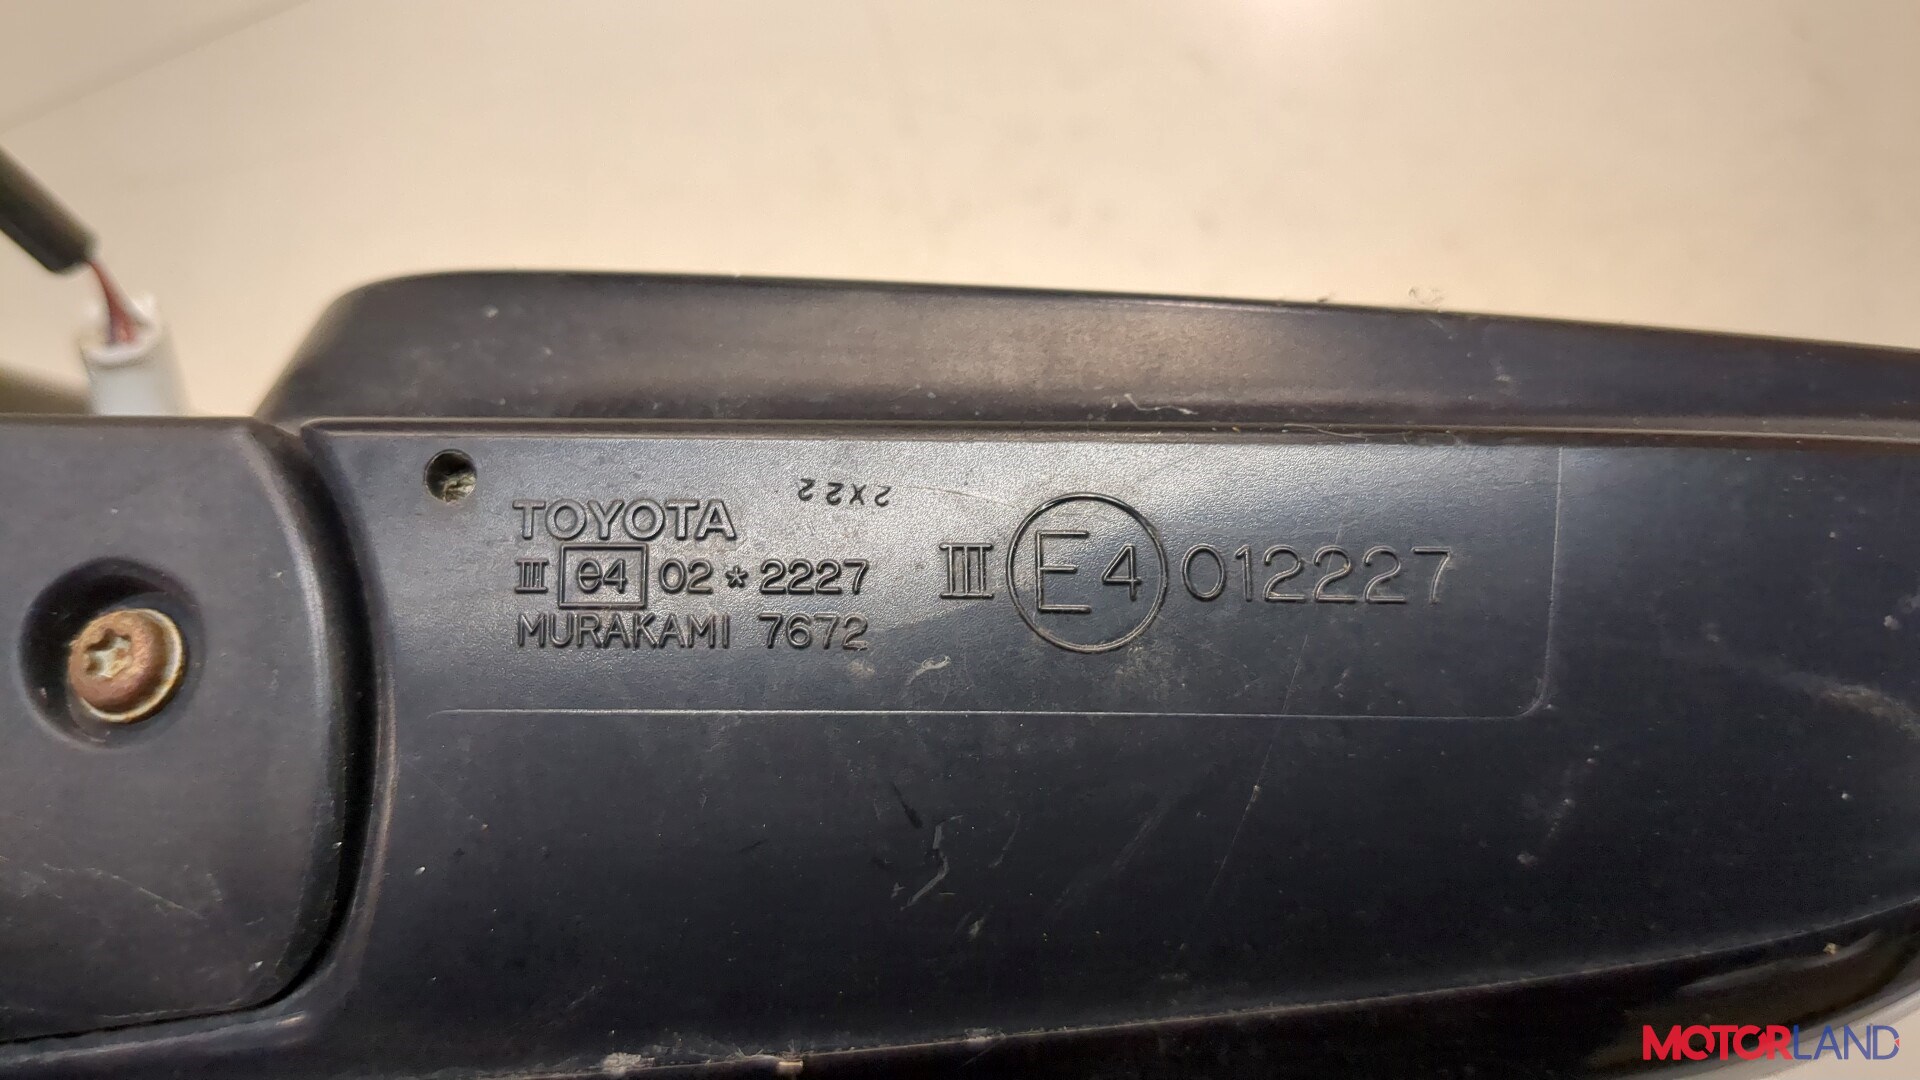 TOYOTA
2X22
III e4 02*2227
MURAKAMI 7672
III E4 012227
MOTORLAND